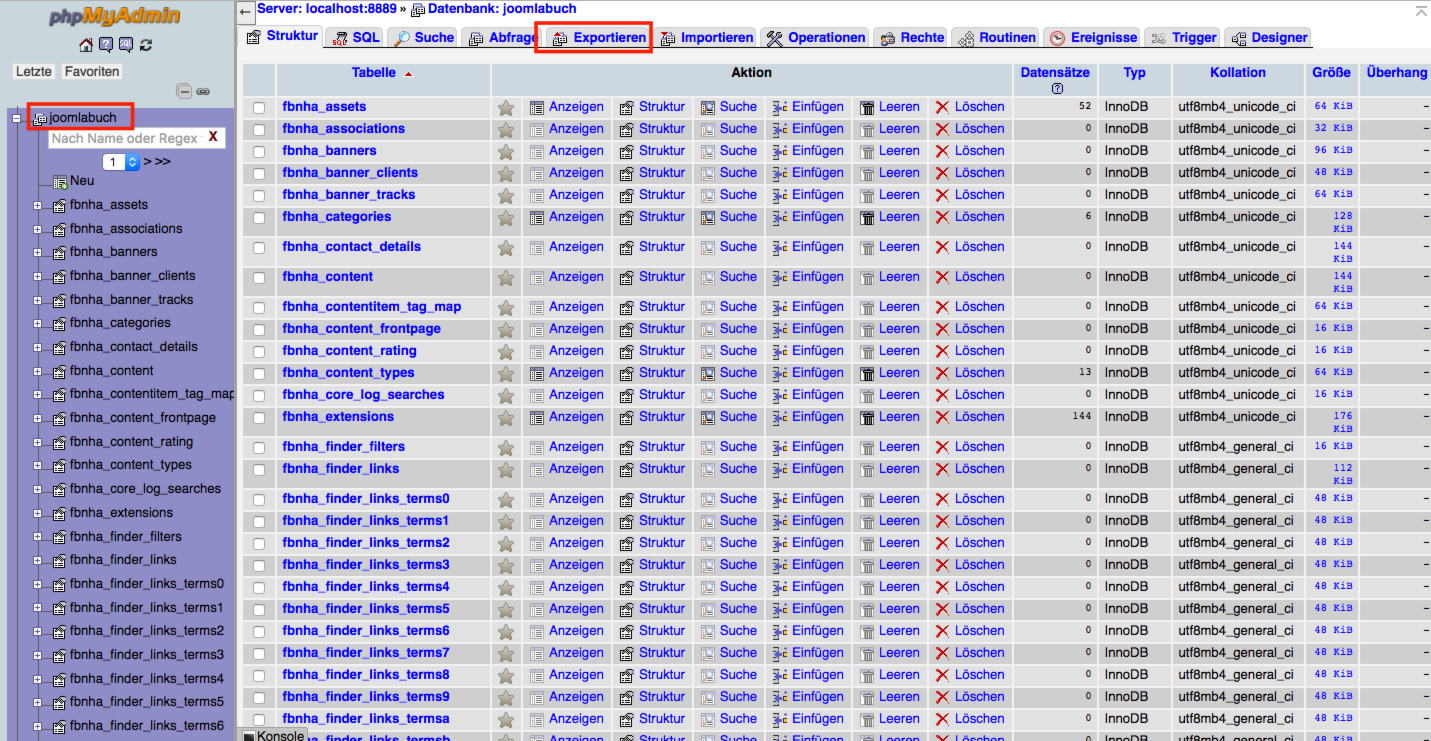 phpMyAdmin
Letzte Favoriten
joomlabuch
Nach Name oder Regex X
1 > >>
Neu
fbnha_assets
fbnha_associations
fbnha_banners
fbnha_banner_clients
fbnha_banner_tracks
fbnha_categories
fbnha_contact_details
fbnha_content
fbnha_contentitem_tag_map
fbnha_content_frontpage
fbnha_content_rating
fbnha_content_types
fbnha_core_log_searches
fbnha_extensions
fbnha_finder_filters
fbnha_finder_links
fbnha_finder_links_terms0
fbnha_finder_links_terms1
fbnha_finder_links_terms2
fbnha_finder_links_terms3
fbnha_finder_links_terms4
fbnha_finder_links_terms5
fbnha_finder_links_terms6
Server: localhost:8889 » Datenbank: joomlabuch
Struktur SQL Suche Abfrage Exportieren Importieren Operationen Rechte Routinen Ereignisse Trigger Designer
Tabelle Aktion Datensätze Typ Kollation Größe Überhang
fbnha_assets Anzeigen Struktur Suche Einfügen Leeren Löschen 52 InnoDB utf8mb4_unicode_ci 64 KiB -
fbnha_associations Anzeigen Struktur Suche Einfügen Leeren Löschen 0 InnoDB utf8mb4_unicode_ci 32 KiB -
fbnha_banners Anzeigen Struktur Suche Einfügen Leeren Löschen 0 InnoDB utf8mb4_unicode_ci 96 KiB -
fbnha_banner_clients Anzeigen Struktur Suche Einfügen Leeren Löschen 0 InnoDB utf8mb4_unicode_ci 48 KiB -
fbnha_banner_tracks Anzeigen Struktur Suche Einfügen Leeren Löschen 0 InnoDB utf8mb4_unicode_ci 64 KiB -
fbnha_categories Anzeigen Struktur Suche Einfügen Leeren Löschen 6 InnoDB utf8mb4_unicode_ci 128 KiB -
fbnha_contact_details Anzeigen Struktur Suche Einfügen Leeren Löschen 0 InnoDB utf8mb4_unicode_ci 144 KiB -
fbnha_content Anzeigen Struktur Suche Einfügen Leeren Löschen 0 InnoDB utf8mb4_unicode_ci 144 KiB -
fbnha_contentitem_tag_map Anzeigen Struktur Suche Einfügen Leeren Löschen 0 InnoDB utf8mb4_unicode_ci 64 KiB -
fbnha_content_frontpage Anzeigen Struktur Suche Einfügen Leeren Löschen 0 InnoDB utf8mb4_unicode_ci 16 KiB -
fbnha_content_rating Anzeigen Struktur Suche Einfügen Leeren Löschen 0 InnoDB utf8mb4_unicode_ci 16 KiB -
fbnha_content_types Anzeigen Struktur Suche Einfügen Leeren Löschen 13 InnoDB utf8mb4_unicode_ci 64 KiB -
fbnha_core_log_searches Anzeigen Struktur Suche Einfügen Leeren Löschen 0 InnoDB utf8mb4_unicode_ci 16 KiB -
fbnha_extensions Anzeigen Struktur Suche Einfügen Leeren Löschen 144 InnoDB utf8mb4_unicode_ci 176 KiB -
fbnha_finder_filters Anzeigen Struktur Suche Einfügen Leeren Löschen 0 InnoDB utf8mb4_general_ci 16 KiB -
fbnha_finder_links Anzeigen Struktur Suche Einfügen Leeren Löschen 0 InnoDB utf8mb4_general_ci 112 KiB -
fbnha_finder_links_terms0 Anzeigen Struktur Suche Einfügen Leeren Löschen 0 InnoDB utf8mb4_general_ci 48 KiB -
fbnha_finder_links_terms1 Anzeigen Struktur Suche Einfügen Leeren Löschen 0 InnoDB utf8mb4_general_ci 48 KiB -
fbnha_finder_links_terms2 Anzeigen Struktur Suche Einfügen Leeren Löschen 0 InnoDB utf8mb4_general_ci 48 KiB -
fbnha_finder_links_terms3 Anzeigen Struktur Suche Einfügen Leeren Löschen 0 InnoDB utf8mb4_general_ci 48 KiB -
fbnha_finder_links_terms4 Anzeigen Struktur Suche Einfügen Leeren Löschen 0 InnoDB utf8mb4_general_ci 48 KiB -
fbnha_finder_links_terms5 Anzeigen Struktur Suche Einfügen Leeren Löschen 0 InnoDB utf8mb4_general_ci 48 KiB -
fbnha_finder_links_terms6 Anzeigen Struktur Suche Einfügen Leeren Löschen 0 InnoDB utf8mb4_general_ci 48 KiB -
fbnha_finder_links_terms7 Anzeigen Struktur Suche Einfügen Leeren Löschen 0 InnoDB utf8mb4_general_ci 48 KiB -
fbnha_finder_links_terms8 Anzeigen Struktur Suche Einfügen Leeren Löschen 0 InnoDB utf8mb4_general_ci 48 KiB -
fbnha_finder_links_terms9 Anzeigen Struktur Suche Einfügen Leeren Löschen 0 InnoDB utf8mb4_general_ci 48 KiB -
fbnha_finder_links_termsa Anzeigen Struktur Suche Einfügen Leeren Löschen 0 InnoDB utf8mb4_general_ci 48 KiB -
Konsole